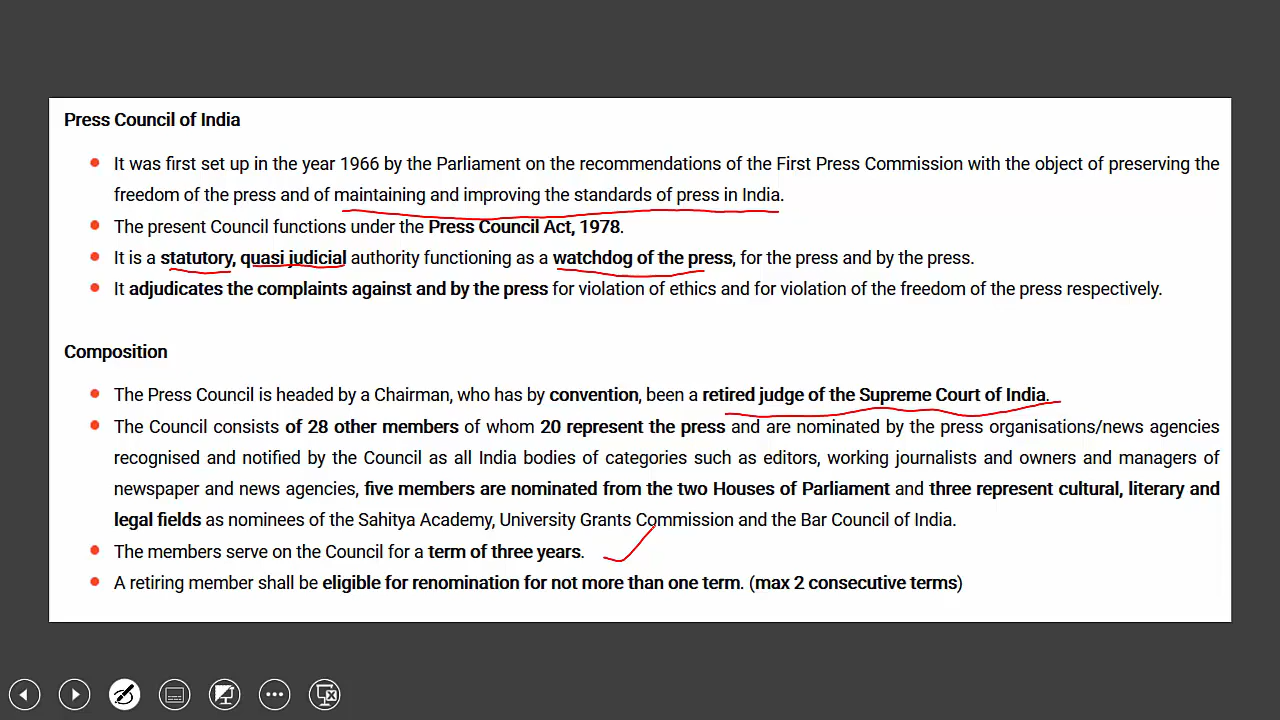 Press Council of India
It was first set up in the year 1966 by the Parliament on the recommendations of the First Press Commission with the object of preserving the
freedom of the press and of maintaining and improving the standards of press in India.
The present Council functions under the Press Council Act, 1978.
It is a statutory, quasi judicial authority functioning as a watchdog of the press, for the press and by the press.
It adjudicates the complaints against and by the press for violation of ethics and for violation of the freedom of the press respectively.
Composition
The Press Council is headed by a Chairman, who has by convention, been a retired judge of the Supreme Court of India.
The Council consists of 28 other members of whom 20 represent the press and are nominated by the press organisations/news agencies
recognised and notified by the Council as all India bodies of categories such as editors, working journalists and owners and managers of
newspaper and news agencies, five members are nominated from the two Houses of Parliament and three represent cultural, literary and
legal fields as nominees of the Sahitya Academy, University Grants Commission and the Bar Council of India.
The members serve on the Council for a term of three years.
A retiring member shall be eligible for renomination for not more than one term. (max 2 consecutive terms)